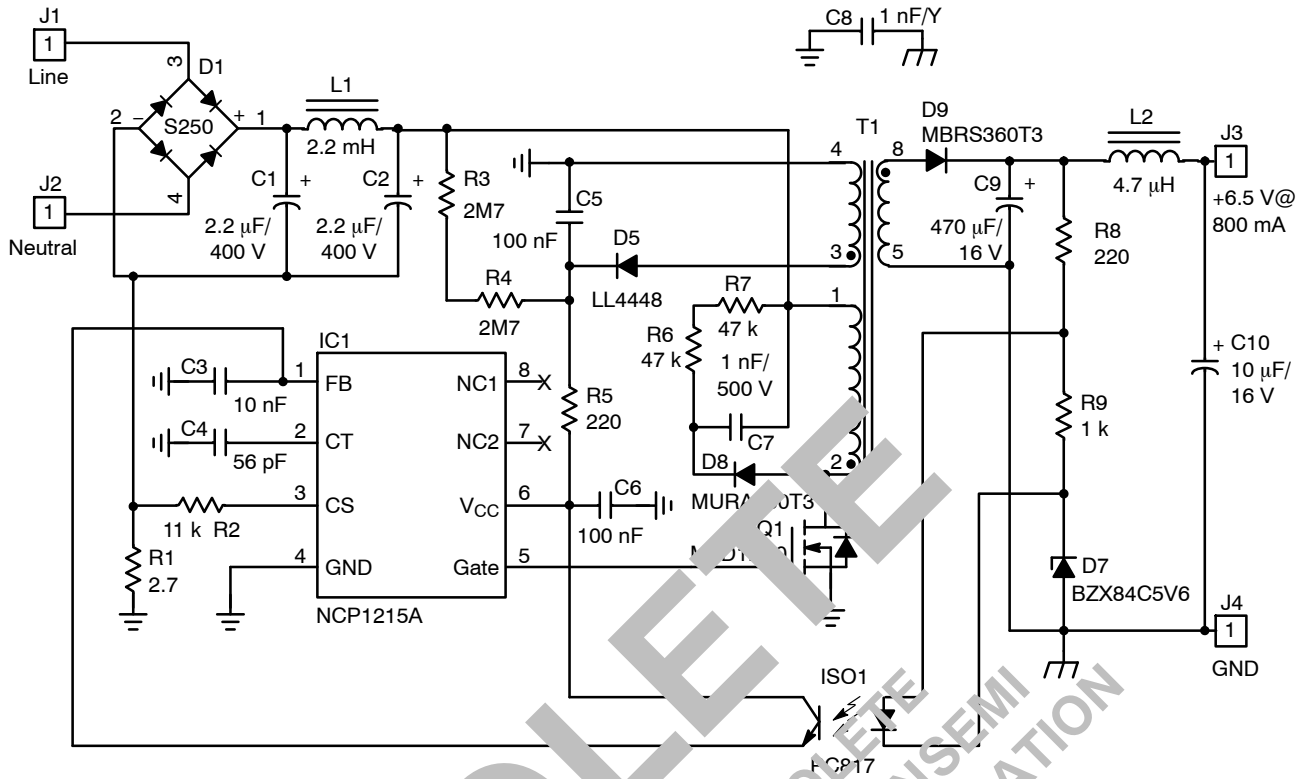 J1
1
Line
J2
1
Neutral
3
D1
2
−
S250
+
1
4
L1
2.2 mH
C1
+
2.2 µF/
400 V
C2
+
2.2 µF/
400 V
R3
2M7
R4
2M7
C5
100 nF
D5
LL4448
C8
1 nF/Y
T1
4
3
1
2
8
5
D9
MBRS360T3
C9
+
470 µF/
16 V
L2
4.7 µH
J3
1
+6.5 V@
800 mA
R8
220
R9
1 k
+
C10
10 µF/
16 V
D7
BZX84C5V6
J4
1
GND
R7
47 k
R6
47 k
1 nF/
500 V
C7
D8
Q1
R5
220
C6
100 nF
IC1
C3
10 nF
1
FB
C4
56 pF
2
CT
3
CS
4
GND
NC1
8
X
NC2
7
X
VCC
6
Gate
5
NCP1215A
11 k
R2
R1
2.7
ISO1